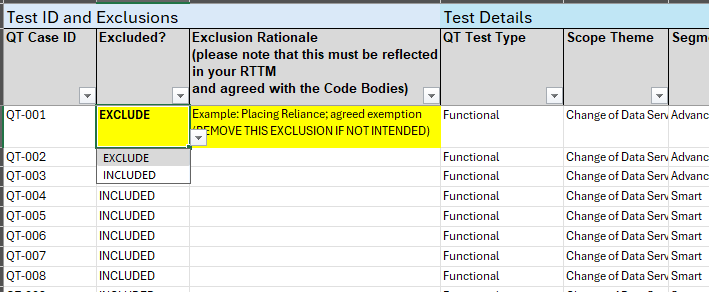 Test ID and Exclusions Test Details
QT Case ID Excluded? Exclusion Rationale QT Test Type Scope Theme Segm
(please note that this must be reflected
in your RTTM
and agreed with the Code Bodies)
QT-001 EXCLUDE Example: Placing Reliance; agreed exemption Functional Change of Data Serv Advanc
(REMOVE THIS EXCLUSION IF NOT INTENDED)
QT-002 EXCLUDE Functional Change of Data Serv Advanc
QT-003 INCLUDED Functional Change of Data Serv Advanc
QT-004 INCLUDED Functional Change of Data Serv Smart
QT-005 INCLUDED Functional Change of Data Serv Smart
QT-006 INCLUDED Functional Change of Data Serv Smart
QT-007 INCLUDED Functional Change of Data Serv Smart
QT-008 INCLUDED Functional Change of Data Serv Smart